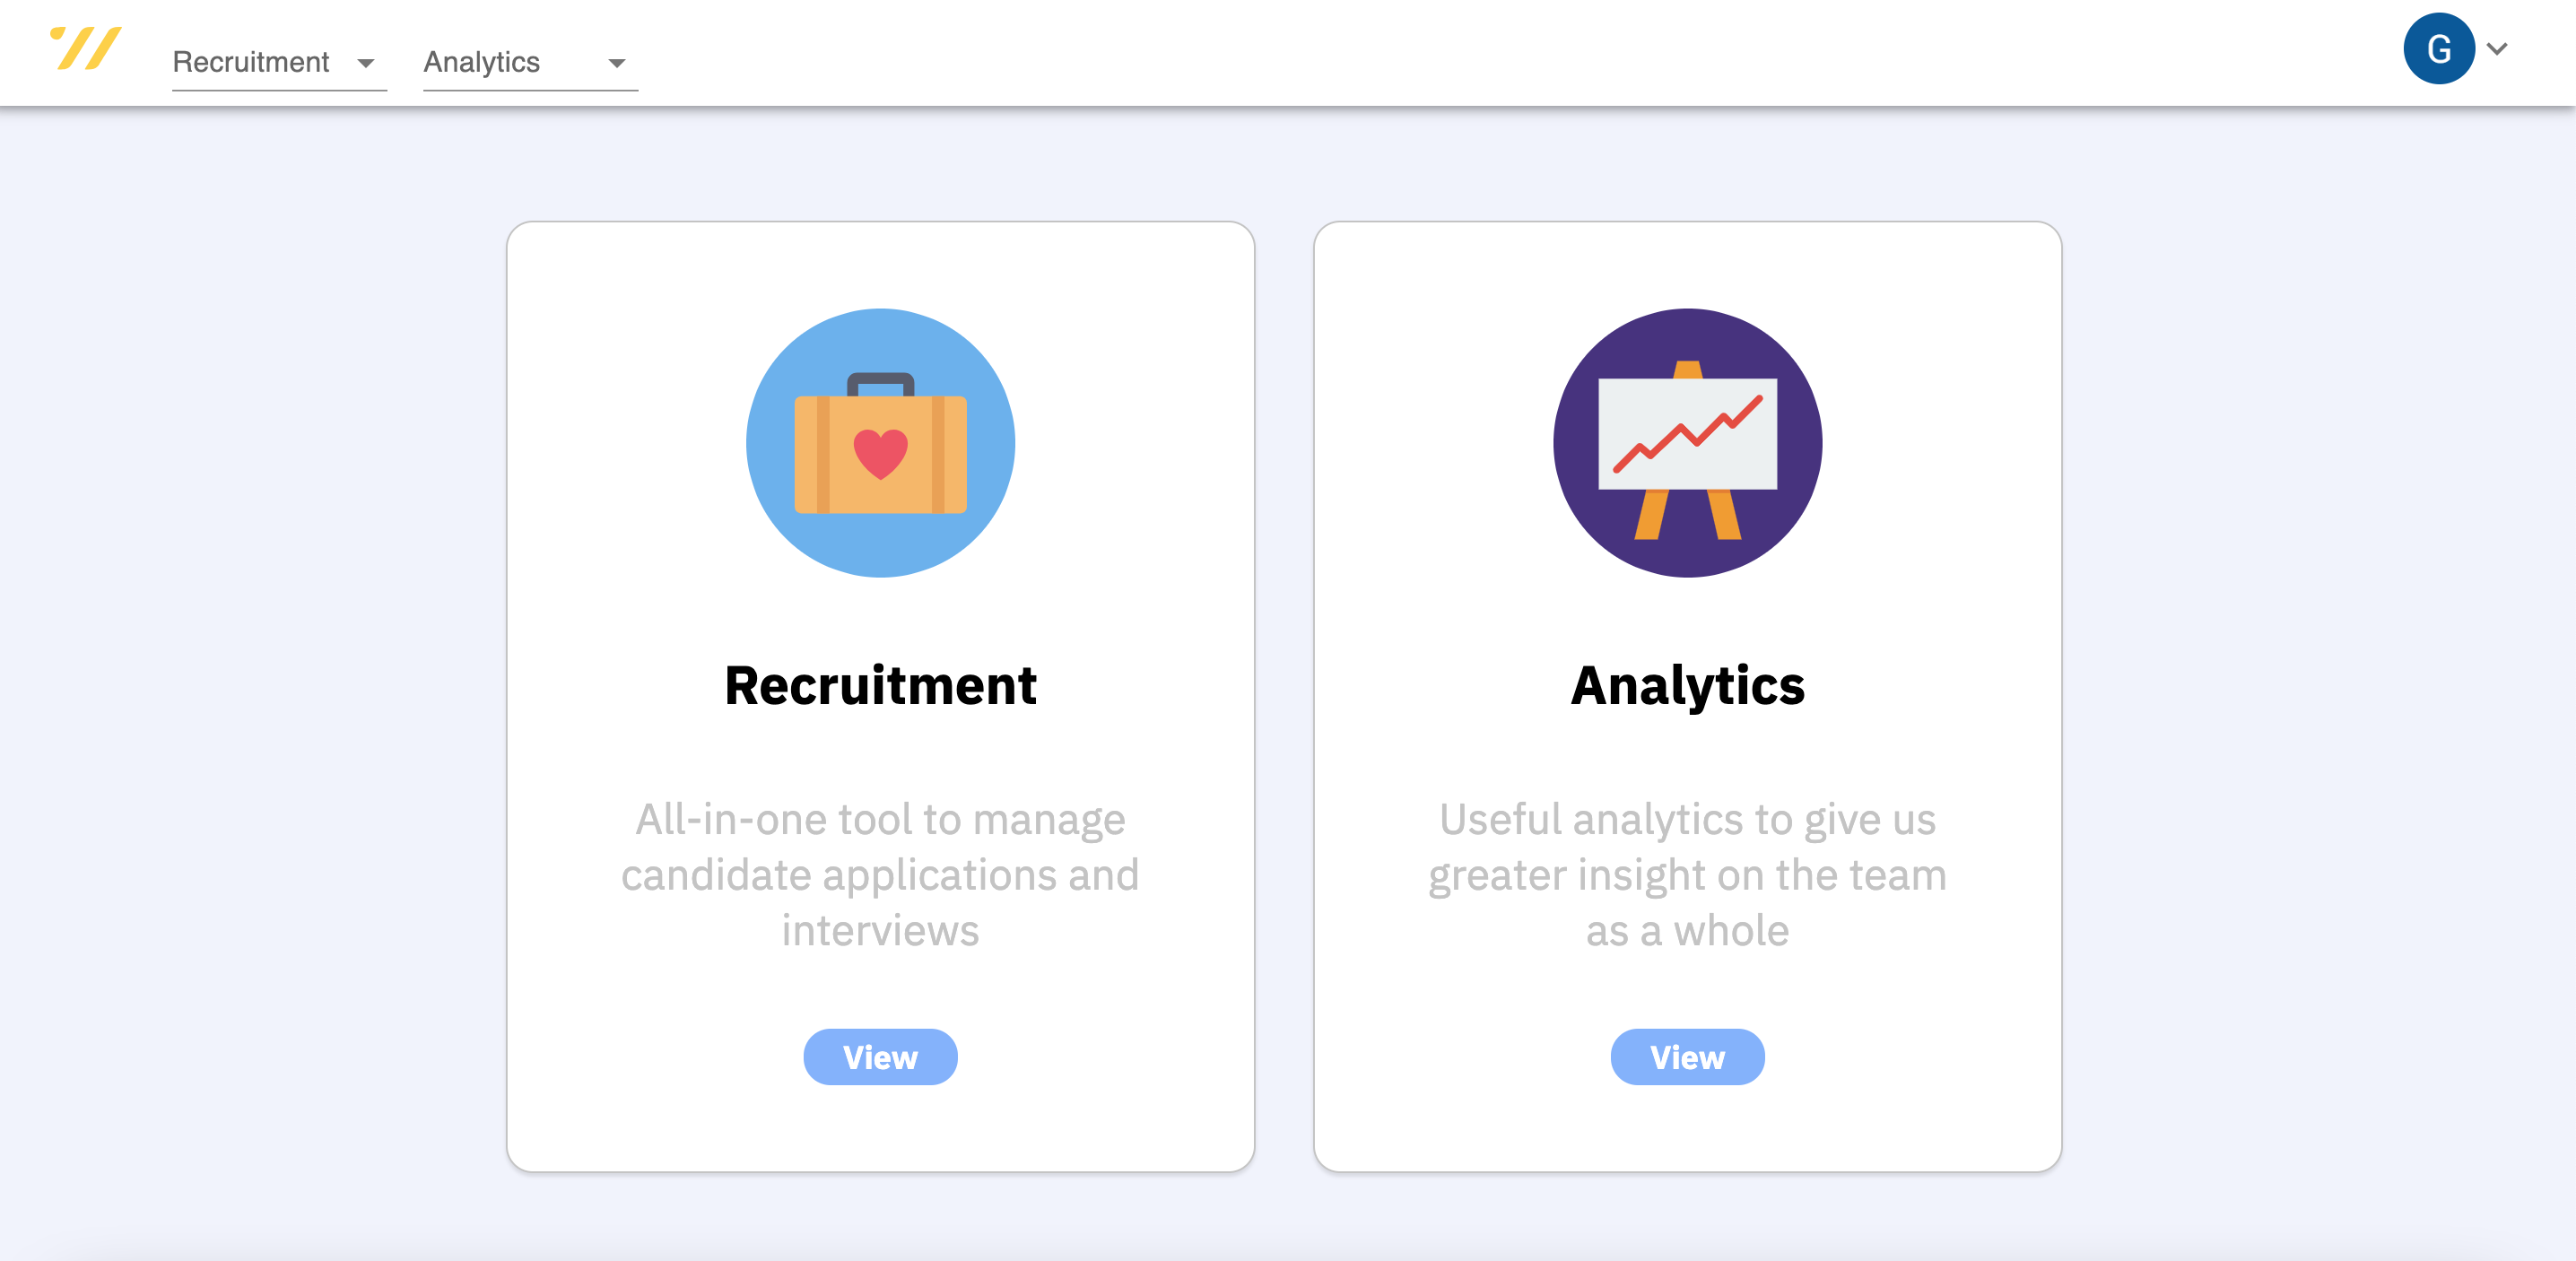 Recruitment
Analytics
G
Recruitment
All-in-one tool to manage
candidate applications and
interviews
View
Analytics
Useful analytics to give us
greater insight on the team
as a whole
View